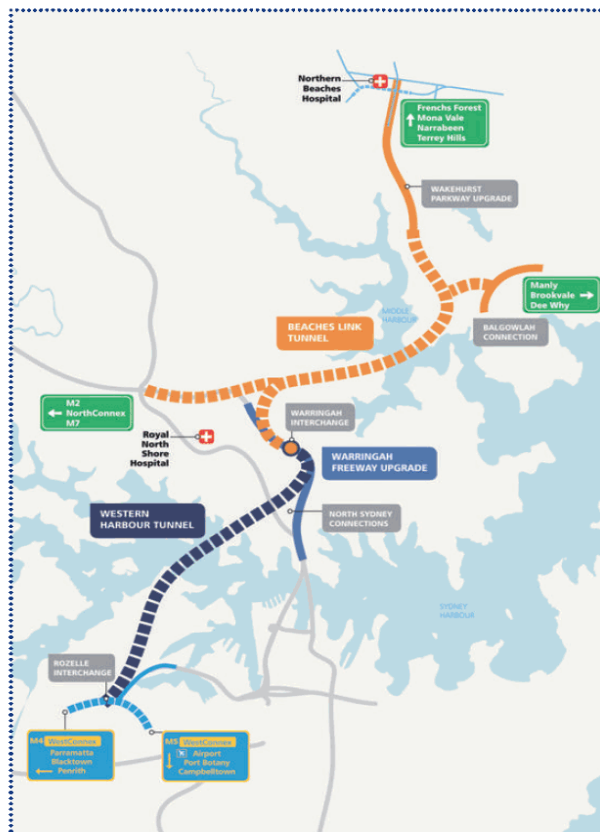 Northern
Beaches
Hospital
Frenchs Forest
Mona Vale
Narrabeen
Terrey Hills
WAKEHURST
PARKWAY UPGRADE
Manly
Brookvale
Dee Why
MIDDLE
HARBOUR
BEACHES LINK
TUNNEL
BALGOWLAH
CONNECTION
M2
NorthConnex
M7
WARRINGAH
INTERCHANGE
Royal
North
Shore
Hospital
WARRINGAH
FREEWAY UPGRADE
WESTERN
HARBOUR TUNNEL
NORTH SYDNEY
CONNECTIONS
SYDNEY
HARBOUR
ROZELLE
INTERCHANGE
M4 WestConnex
Parramatta
Blacktown
Penrith
M5 WestConnex
Airport
Port Botany
Campbelltown